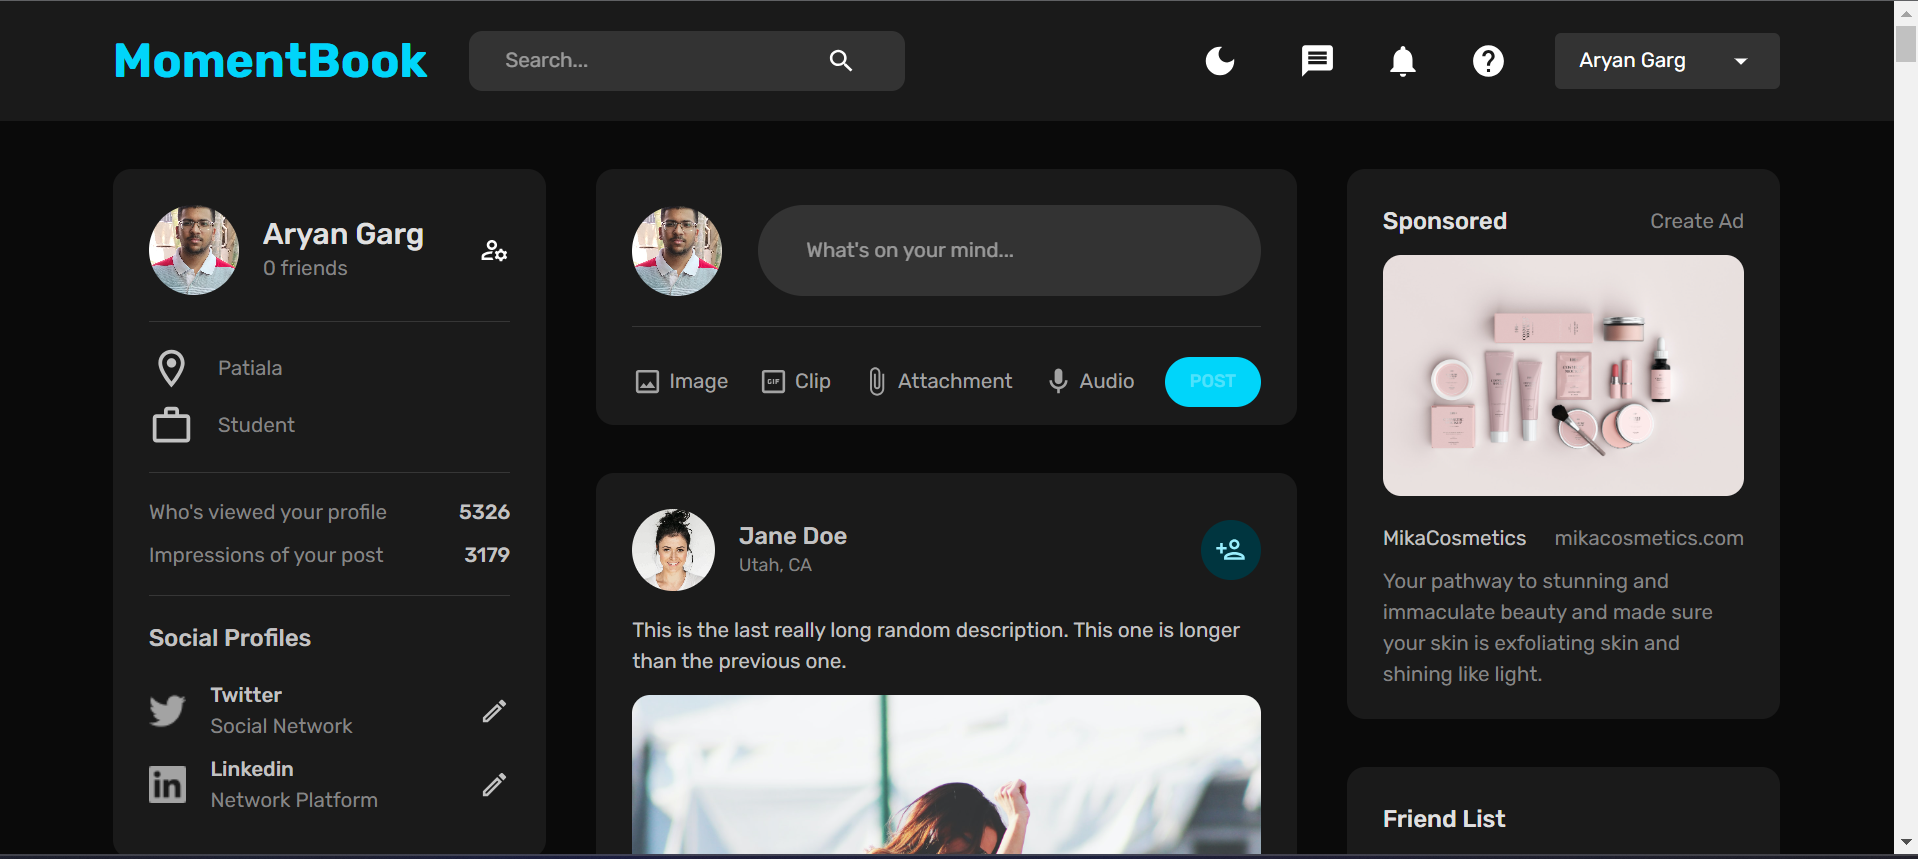 MomentBook
Search...
Aryan Garg
Aryan Garg
0 friends
Patiala
Student
Who's viewed your profile 5326
Impressions of your post 3179
Social Profiles
Twitter
Social Network
Linkedin
Network Platform
What's on your mind...
Image
GIF
Clip
Attachment
Audio
POST
Jane Doe
Utah, CA
This is the last really long random description. This one is longer
than the previous one.
Sponsored
Create Ad
MikaCosmetics
mikacosmetics.com
Your pathway to stunning and
immaculate beauty and made sure
your skin is exfoliating skin and
shining like light.
Friend List